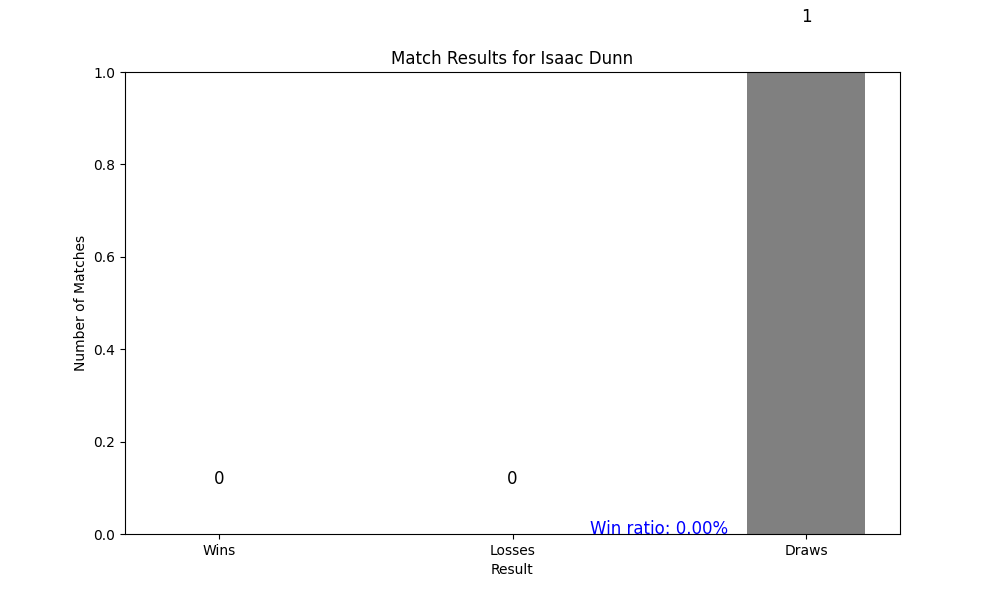 1
Match Results for Isaac Dunn
1.0
0.8
0.6
0.4
0.2
0.0
Number of Matches
0
0
Win ratio: 0.00%
Wins
Losses
Draws
Result